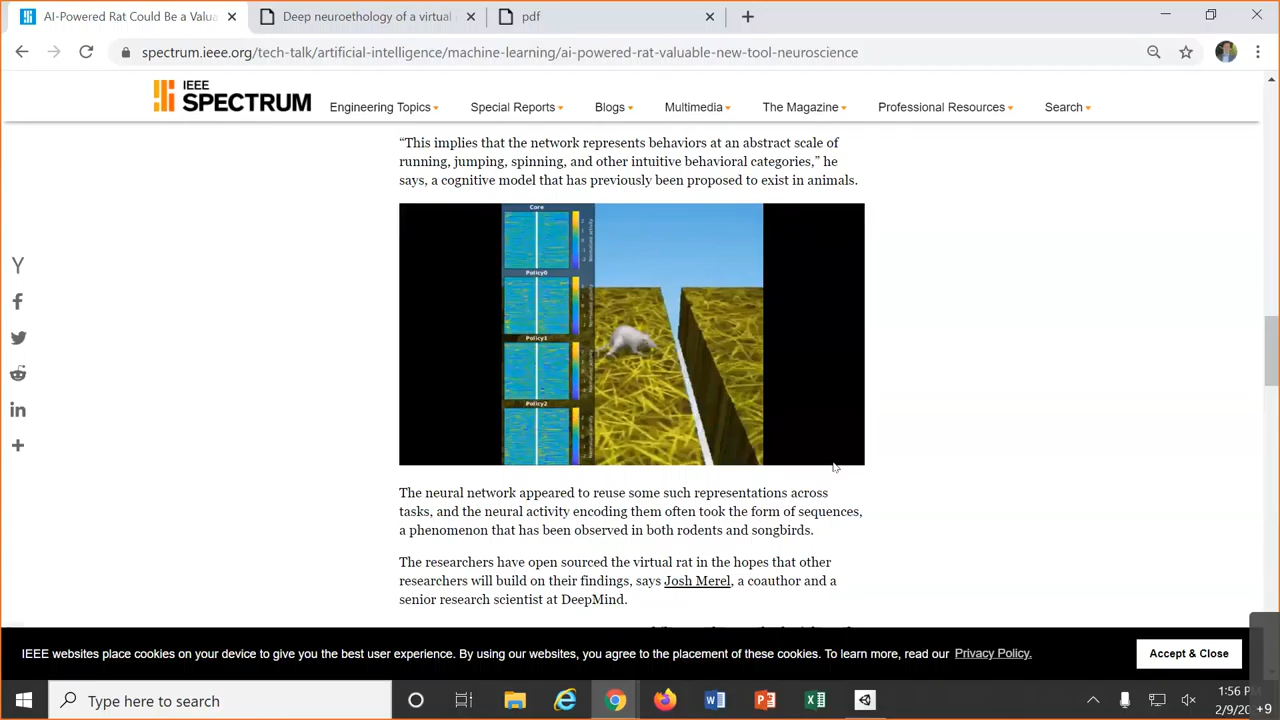 AI-Powered Rat Could Be a Valua
Deep neuroethology of a virtual
pdf
spectrum.ieee.org/tech-talk/artificial-intelligence/machine-learning/ai-powered-rat-valuable-new-tool-neuroscience
IEEE
SPECTRUM
Engineering Topics
Special Reports
Blogs
Multimedia
The Magazine
Professional Resources
Search
“This implies that the network represents behaviors at an abstract scale of
running, jumping, spinning, and other intuitive behavioral categories,” he
says, a cognitive model that has previously been proposed to exist in animals.
Core
Policy0
Policy1
Policy2
The neural network appeared to reuse some such representations across
tasks, and the neural activity encoding them often took the form of sequences,
a phenomenon that has been observed in both rodents and songbirds.
The researchers have open sourced the virtual rat in the hopes that other
researchers will build on their findings, says Josh Merel, a coauthor and a
senior research scientist at DeepMind.
IEEE websites place cookies on your device to give you the best user experience. By using our websites, you agree to the placement of these cookies. To learn more, read our Privacy Policy.
Accept & Close
Type here to search
1:56 P
2/9/20
+9